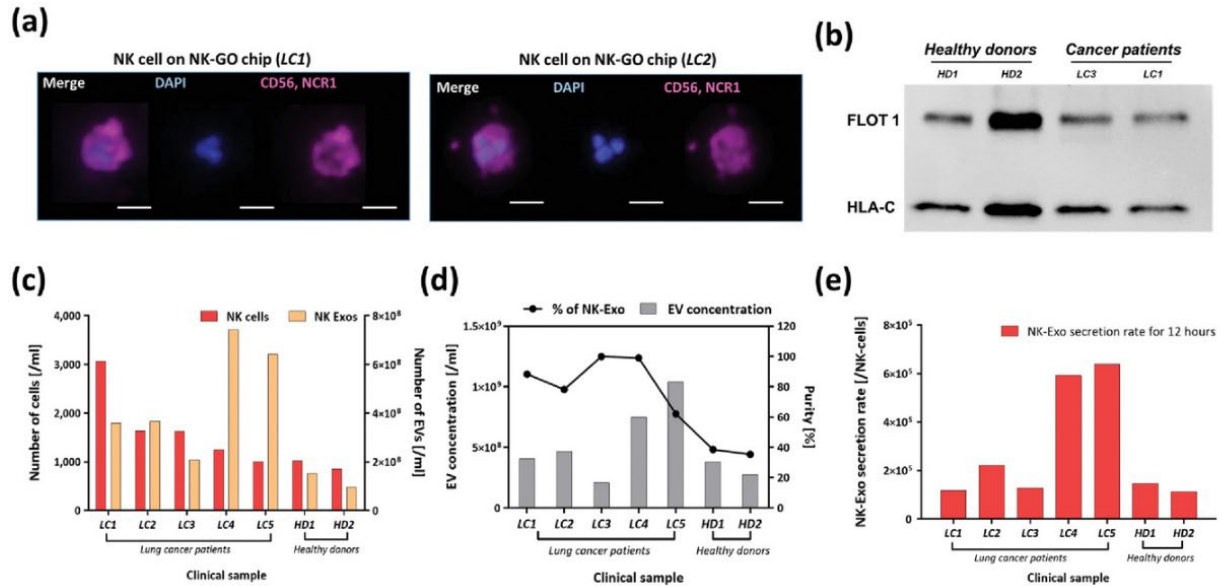 (a)
NK cell on NK-GO chip (LC1)
Merge DAPI CD56, NCR1
NK cell on NK-GO chip (LC2)
Merge DAPI CD56, NCR1
(b)
Healthy donors Cancer patients
HD1 HD2 LC3 LC1
FLOT 1
HLA-C
(c)
NK cells NK Exos
Number of cells [/ml]
4,000
3,000
2,000
1,000
0
8×10⁸
6×10⁸
4×10⁸
2×10⁸
0
Number of EVs [/ml]
LC1 LC2 LC3 LC4 LC5 HD1 HD2
Lung cancer patients Healthy donors
Clinical sample
(d)
% of NK-Exo EV concentration
EV concentration [/ml]
1.5×10⁹
1×10⁹
5×10⁸
0
120
100
80
60
40
20
0
Purity [%]
LC1 LC2 LC3 LC4 LC5 HD1 HD2
Lung cancer patients Healthy donors
Clinical sample
(e)
NK-Exo secretion rate for 12 hours
NK-Exo secretion rate [/NK-cells]
8×10⁵
6×10⁵
4×10⁵
2×10⁵
0
LC1 LC2 LC3 LC4 LC5 HD1 HD2
Lung cancer patients Healthy donors
Clinical sample